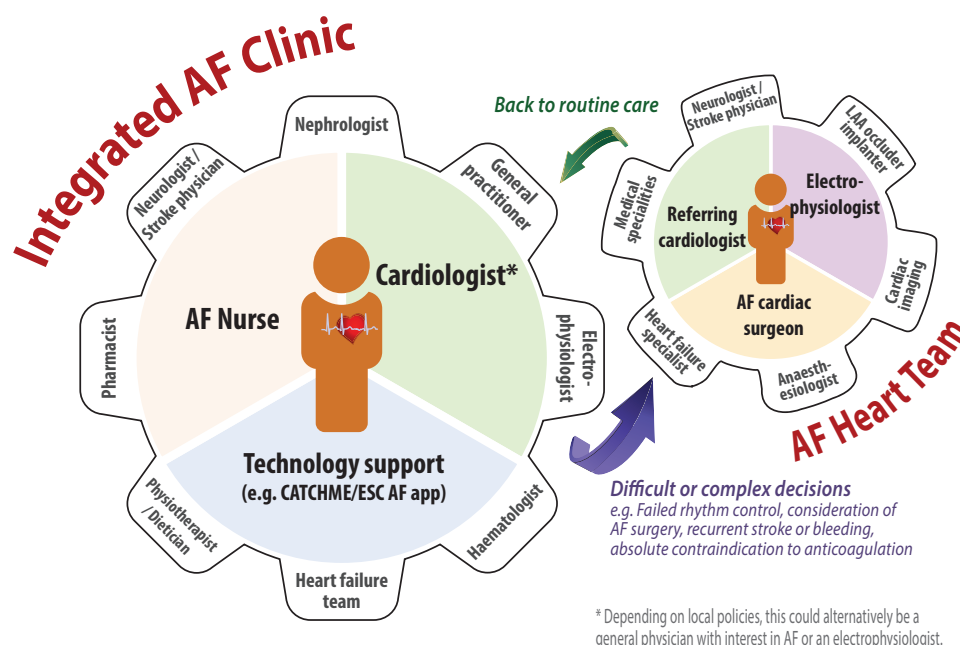 Integrated AF Clinic
Nephrologist
General
practitioner
Electro-
physiologist
Haematologist
Heart failure
team
Physiotherapist
/ Dietician
Pharmacist
Neurologist /
Stroke physician
AF Nurse
Cardiologist*
Technology support
(e.g. CATCHME/ESC AF app)
Back to routine care
Neurologist /
Stroke physician
LAA occluder
implanter
Cardiac
imaging
Anaesth-
esiologist
Heart failure
specialist
Medical
specialities
Referring
cardiologist
Electro-
physiologist
AF cardiac
surgeon
AF Heart Team
Difficult or complex decisions
e.g. Failed rhythm control, consideration of
AF surgery, recurrent stroke or bleeding,
absolute contraindication to anticoagulation
* Depending on local policies, this could alternatively be a
general physician with interest in AF or an electrophysiologist.